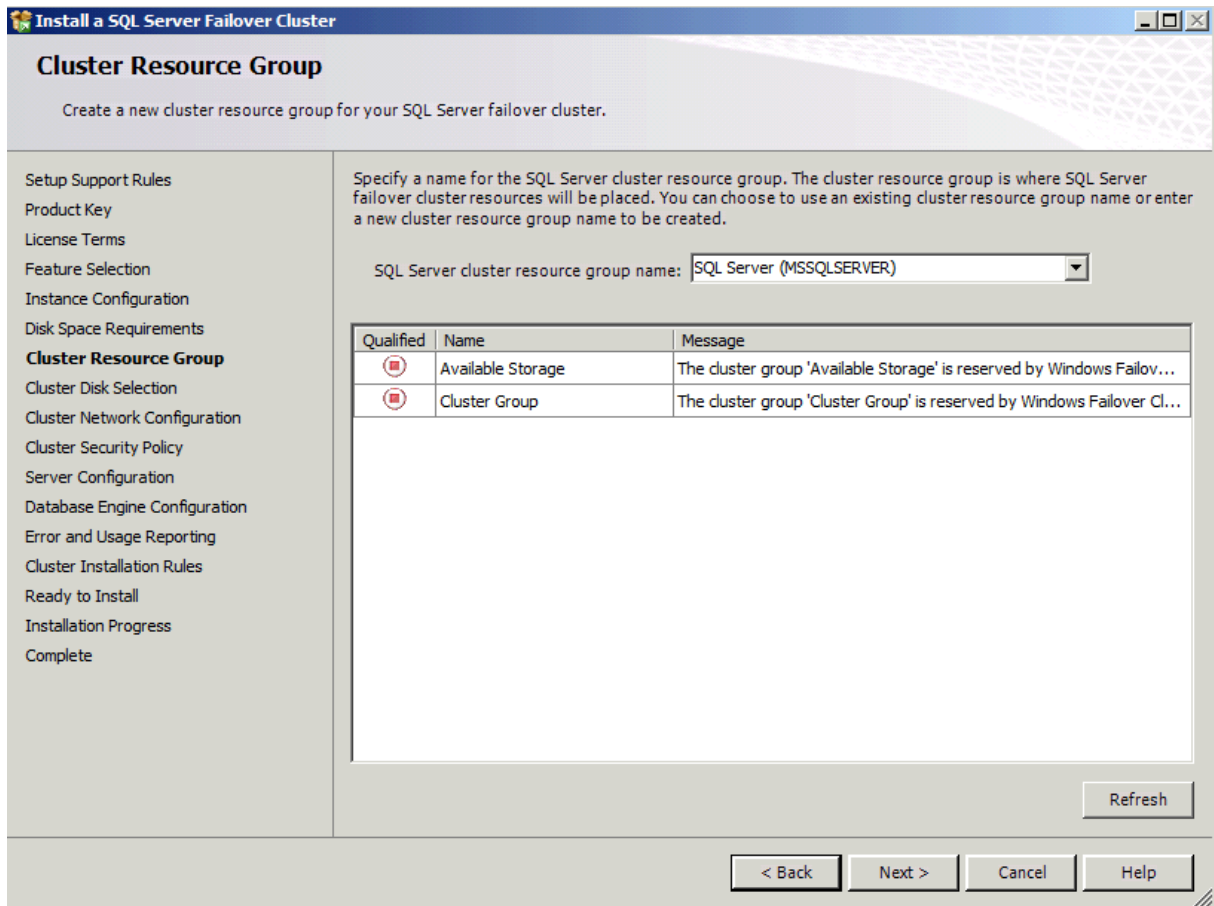 Install a SQL Server Failover Cluster
Cluster Resource Group
Create a new cluster resource group for your SQL Server failover cluster.
Setup Support Rules
Product Key
License Terms
Feature Selection
Instance Configuration
Disk Space Requirements
Cluster Resource Group
Cluster Disk Selection
Cluster Network Configuration
Cluster Security Policy
Server Configuration
Database Engine Configuration
Error and Usage Reporting
Cluster Installation Rules
Ready to Install
Installation Progress
Complete
Specify a name for the SQL Server cluster resource group. The cluster resource group is where SQL Server
failover cluster resources will be placed. You can choose to use an existing cluster resource group name or enter
a new cluster resource group name to be created.
SQL Server cluster resource group name: SQL Server (MSSQLSERVER)
Qualified Name Message
Available Storage The cluster group 'Available Storage' is reserved by Windows Failov...
Cluster Group The cluster group 'Cluster Group' is reserved by Windows Failover Cl...
Refresh
< Back Next > Cancel Help